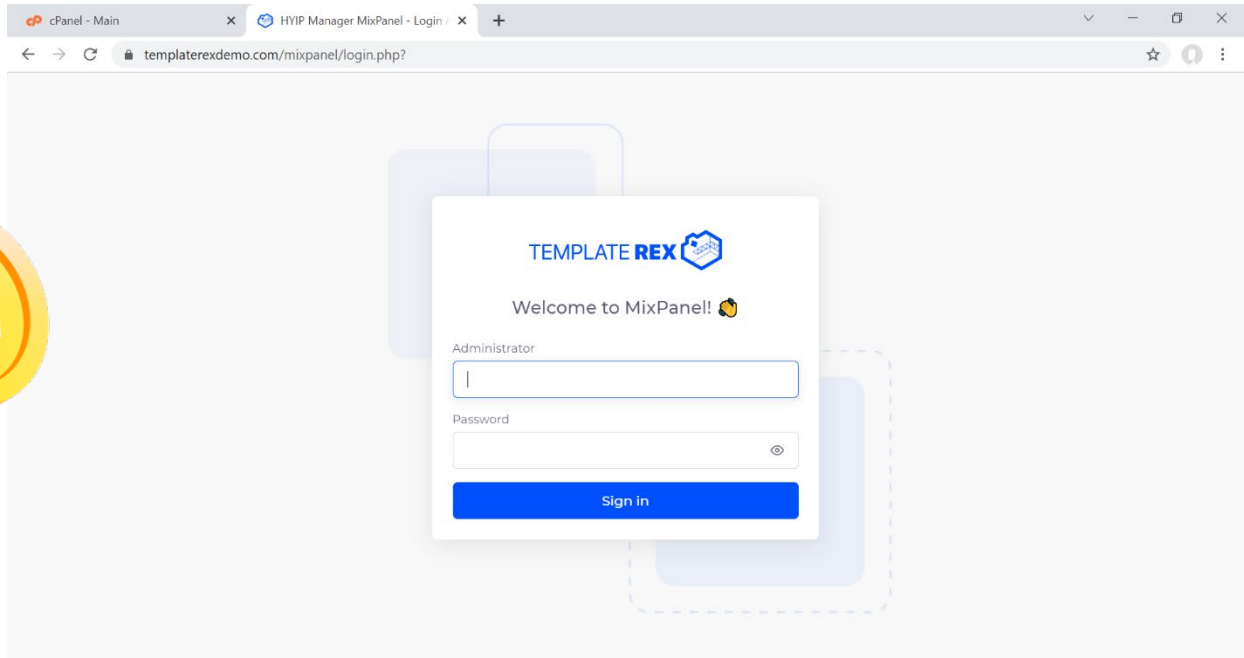 cPanel - Main
HYIP Manager MixPanel - Login /
templaterexdemo.com/mixpanel/login.php?
TEMPLATE REX
Welcome to MixPanel! 👏
Administrator
Password
Sign in